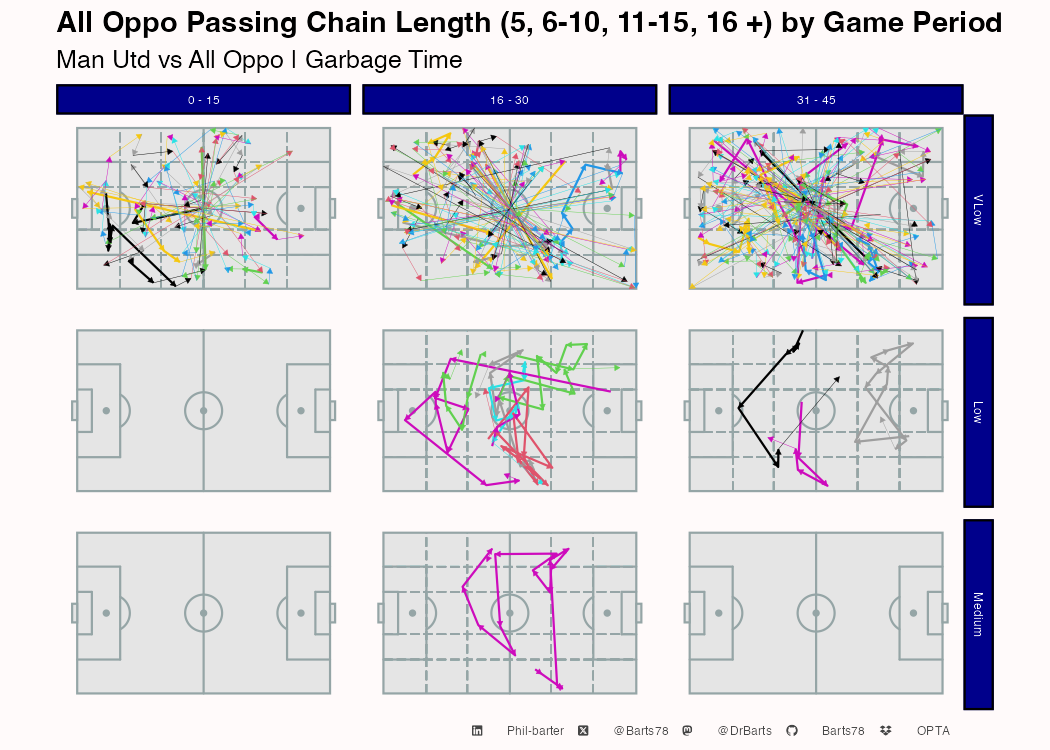 All Oppo Passing Chain Length (5, 6-10, 11-15, 16 +) by Game Period
Man Utd vs All Oppo | Garbage Time
0 - 15
16 - 30
31 - 45
VLow
Low
Medium
Phil-barter @Barts78 @DrBarts Barts78 OPTA